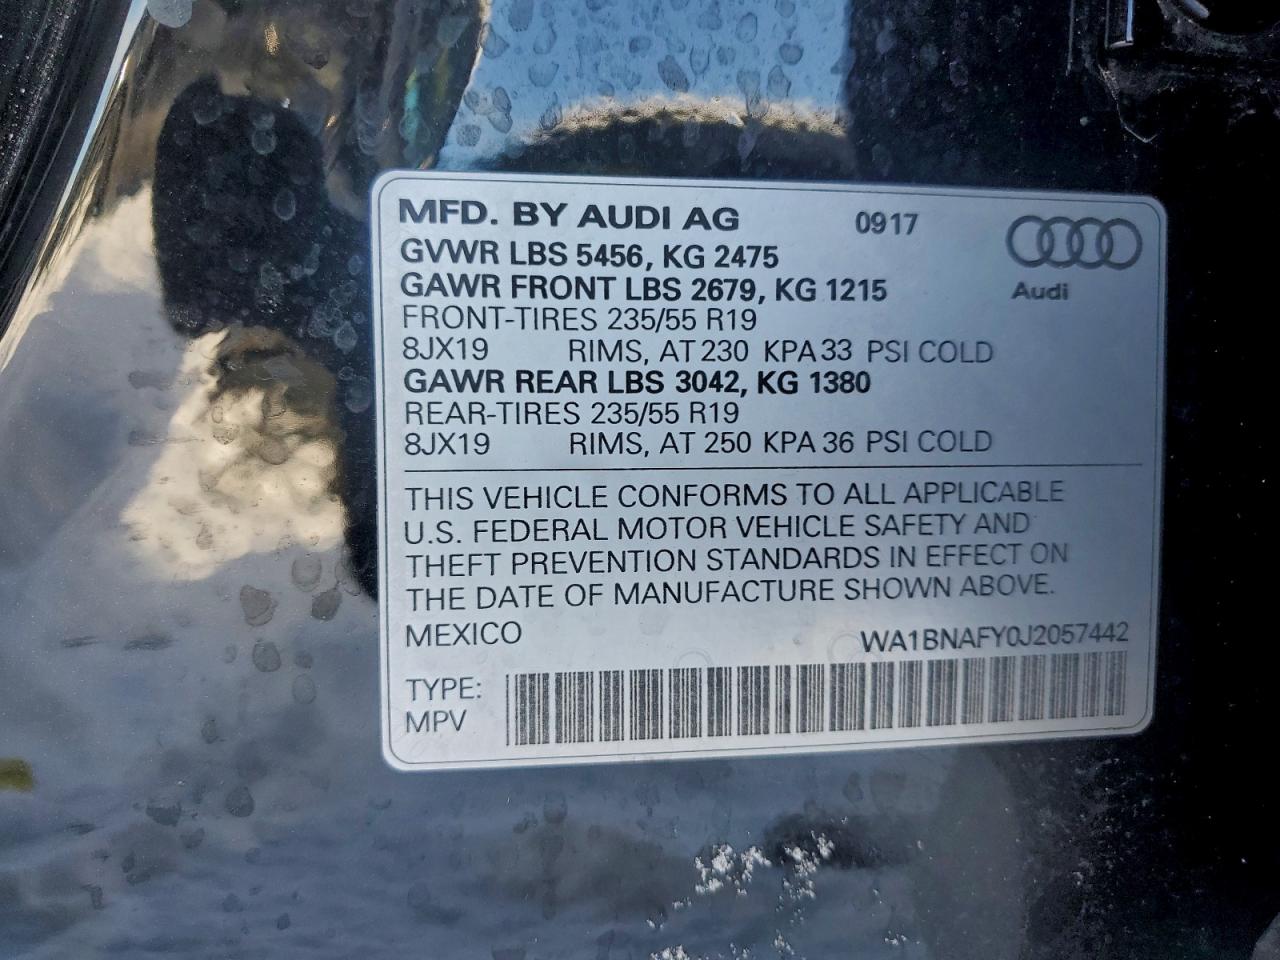 MFD. BY AUDI AG 0917
GVWR LBS 5456, KG 2475
GAWR FRONT LBS 2679, KG 1215
Audi
FRONT-TIRES 235/55 R19
8JX19 RIMS, AT 230 KPA 33 PSI COLD
GAWR REAR LBS 3042, KG 1380
REAR-TIRES 235/55 R19
8JX19 RIMS, AT 250 KPA 36 PSI COLD
THIS VEHICLE CONFORMS TO ALL APPLICABLE
U.S. FEDERAL MOTOR VEHICLE SAFETY AND
THEFT PREVENTION STANDARDS IN EFFECT ON
THE DATE OF MANUFACTURE SHOWN ABOVE.
MEXICO WA1BNAFY0J2057442
TYPE:
MPV